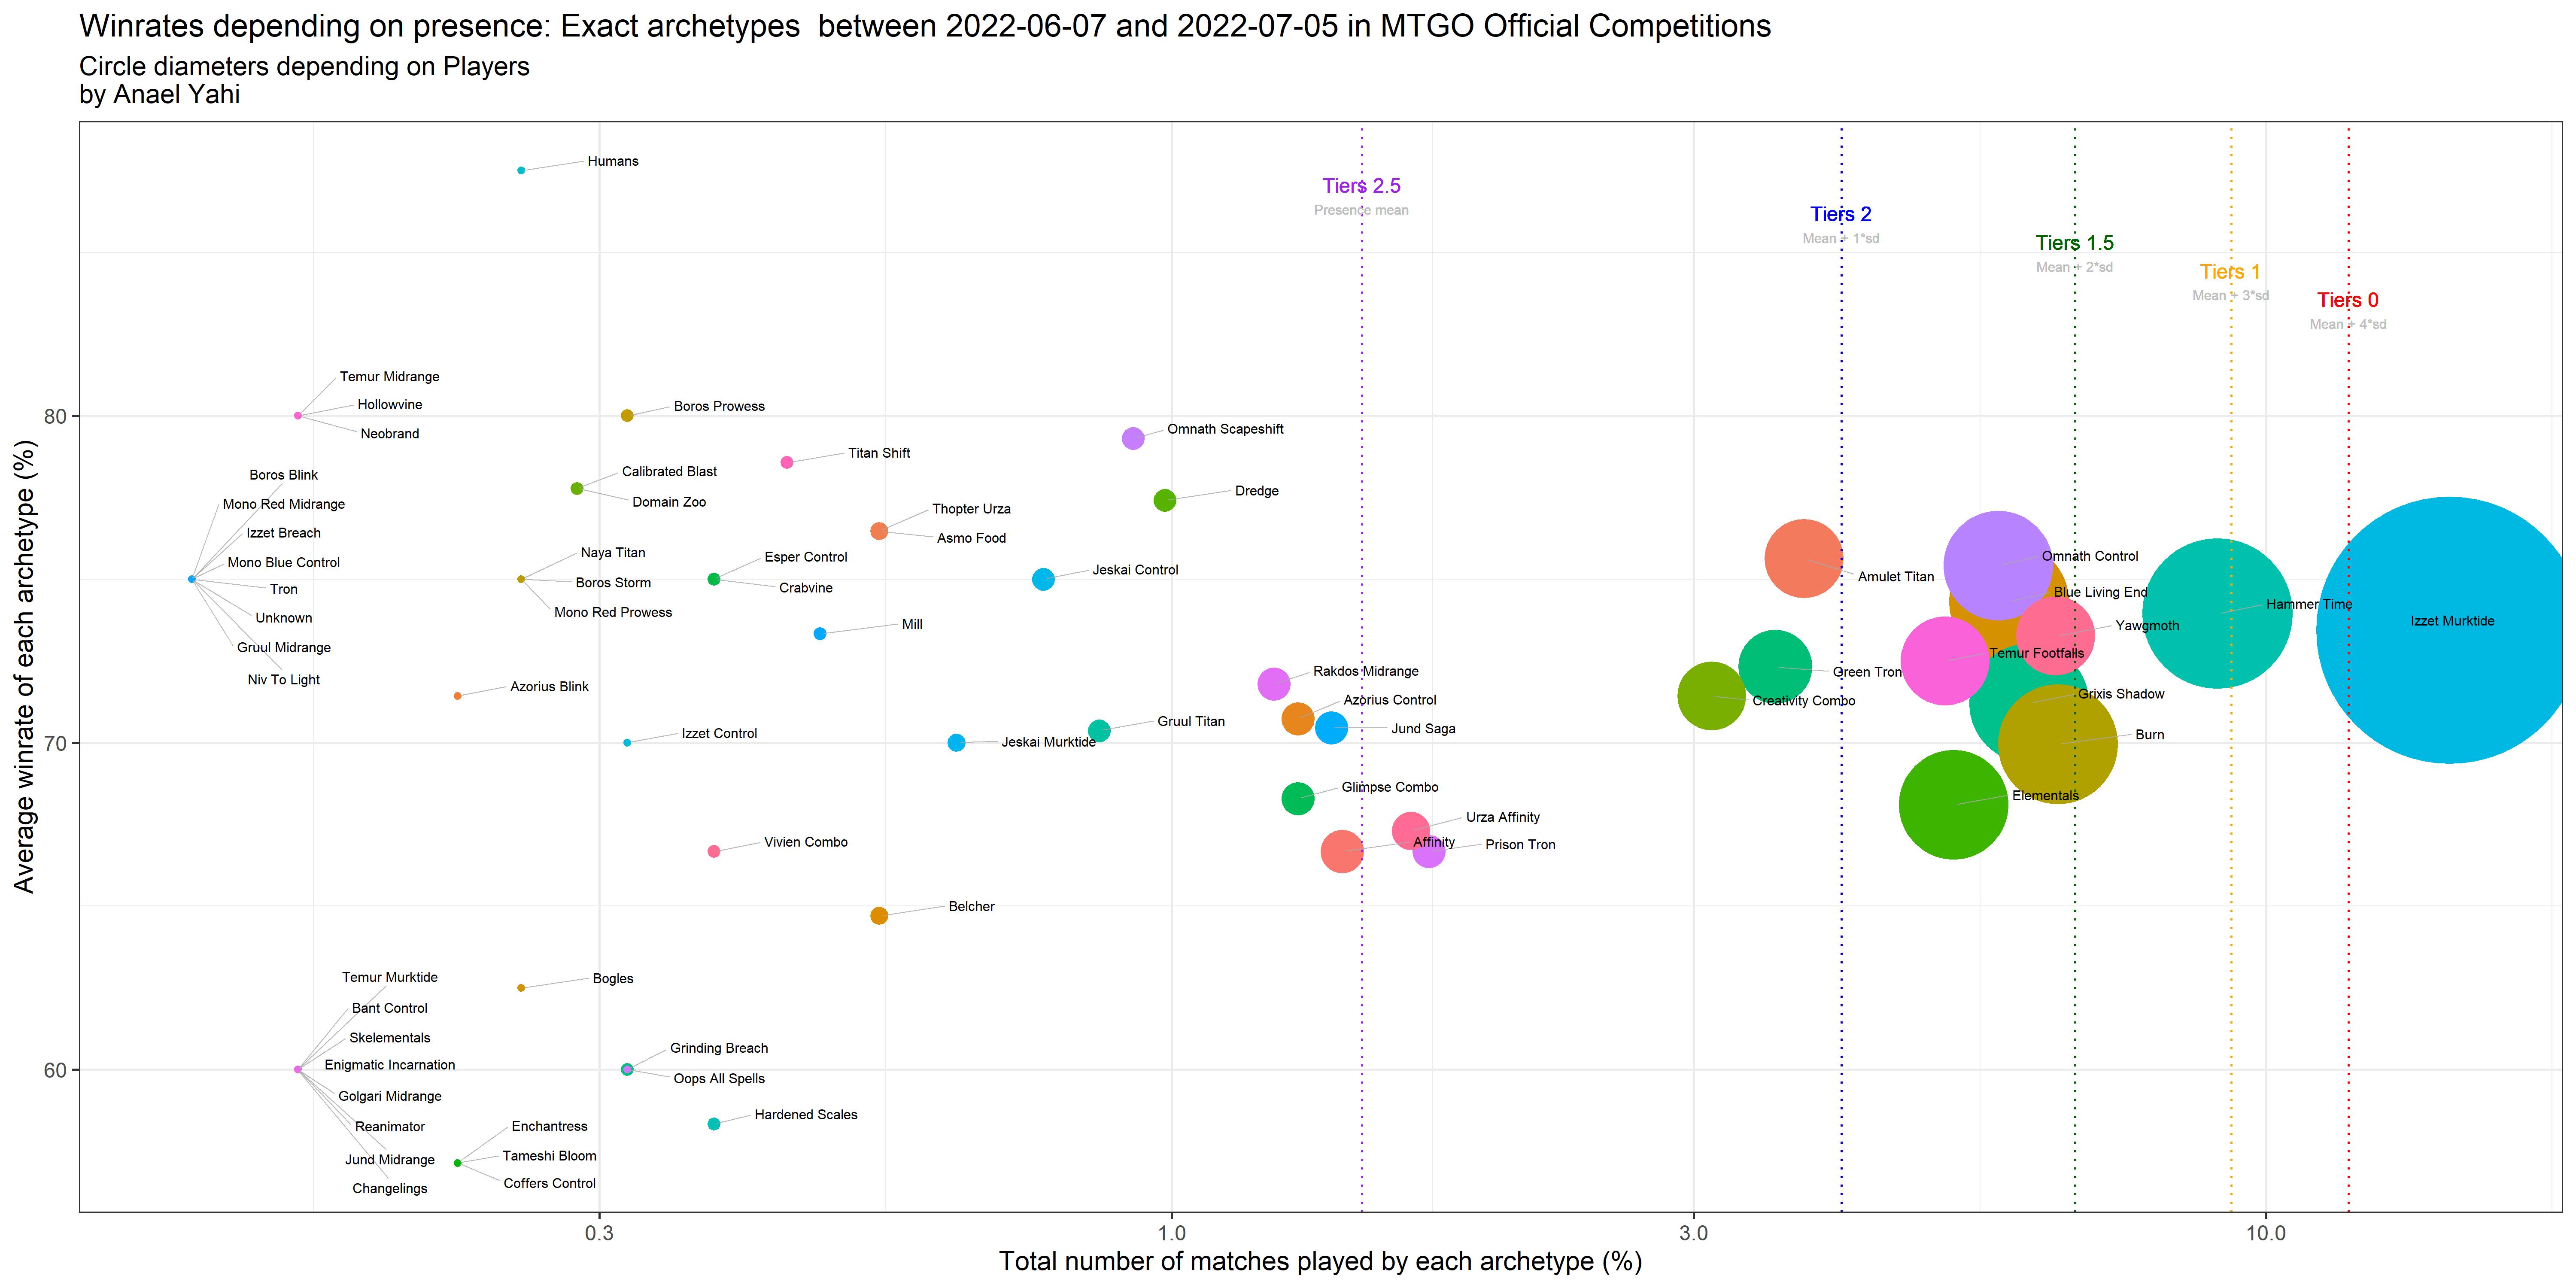 Winrates depending on presence: Exact archetypes  between 2022-06-07 and 2022-07-05 in MTGO Official Competitions
Circle diameters depending on Players
by Anael Yahi
Humans
Tiers 2.5
Presence mean
Tiers 2
Mean + 1*sd
Tiers 1.5
Mean + 2*sd
Tiers 1
Mean + 3*sd
Tiers 0
Mean + 4*sd
Temur Midrange
Hollowvine
Neobrand
Boros Prowess
Omnath Scapeshift
Titan Shift
Boros Blink
Calibrated Blast
Dredge
Mono Red Midrange
Domain Zoo
Thopter Urza
Izzet Breach
Asmo Food
Naya Titan
Esper Control
Omnath Control
Mono Blue Control
Jeskai Control
Amulet Titan
Boros Storm
Tron
Crabvine
Blue Living End
Hammer Time
Mono Red Prowess
Unknown
Mill
Izzet Murktide
Yawgmoth
Gruul Midrange
Temur Footfalls
Rakdos Midrange
Green Tron
Niv To Light
Azorius Blink
Grixis Shadow
Azorius Control
Creativity Combo
Gruul Titan
Jund Saga
Izzet Control
Burn
Jeskai Murktide
Glimpse Combo
Elementals
Urza Affinity
Vivien Combo
Affinity
Prison Tron
Belcher
Temur Murktide
Bogles
Bant Control
Skelementals
Grinding Breach
Enigmatic Incarnation
Oops All Spells
Golgari Midrange
Hardened Scales
Reanimator
Enchantress
Jund Midrange
Tameshi Bloom
Changelings
Coffers Control
80
70
60
Average winrate of each archetype (%)
0.3
1.0
3.0
10.0
Total number of matches played by each archetype (%)